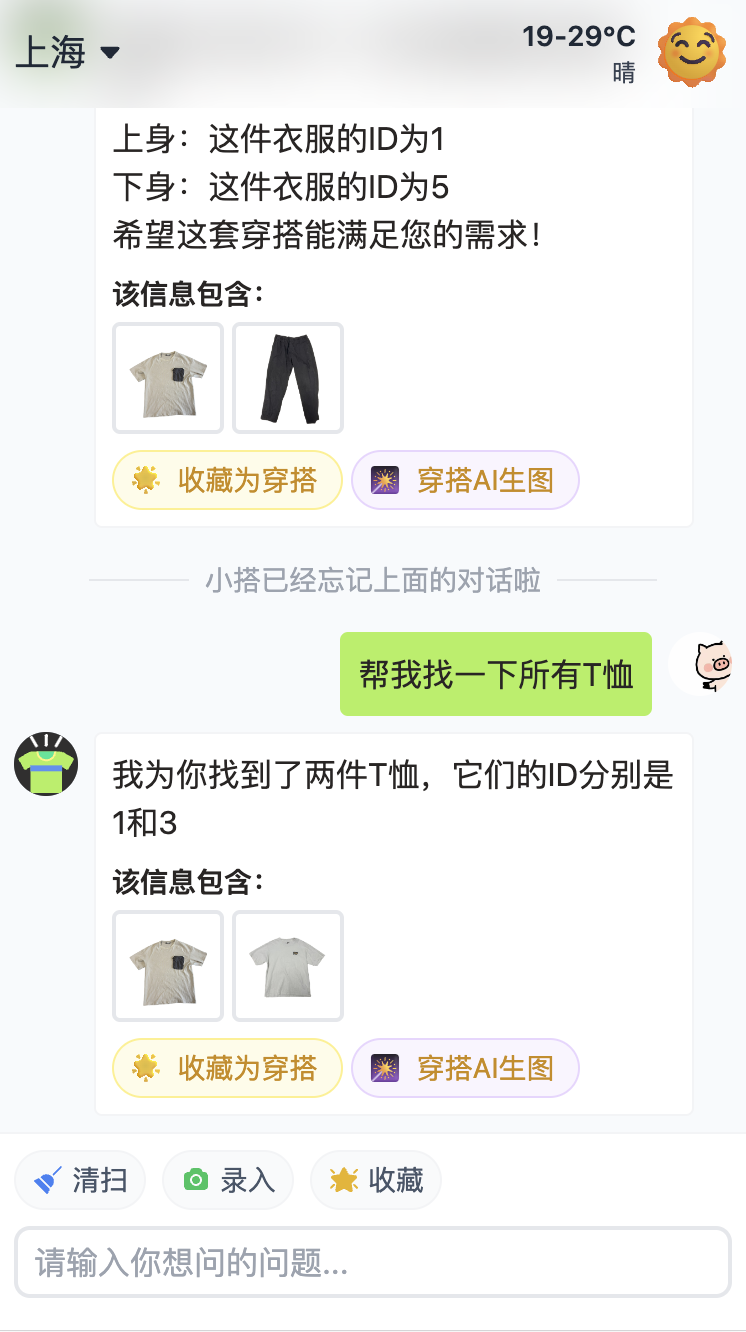 上海
19-29°C
晴
上身：这件衣服的ID为1
下身：这件衣服的ID为5
希望这套穿搭能满足您的需求！
该信息包含：
收藏为穿搭
穿搭AI生图
小搭已经忘记上面的对话啦
帮我找一下所有T恤
我为你找到了两件T恤，它们的ID分别是
1和3
该信息包含：
收藏为穿搭
穿搭AI生图
清扫
录入
收藏
请输入你想问的问题...